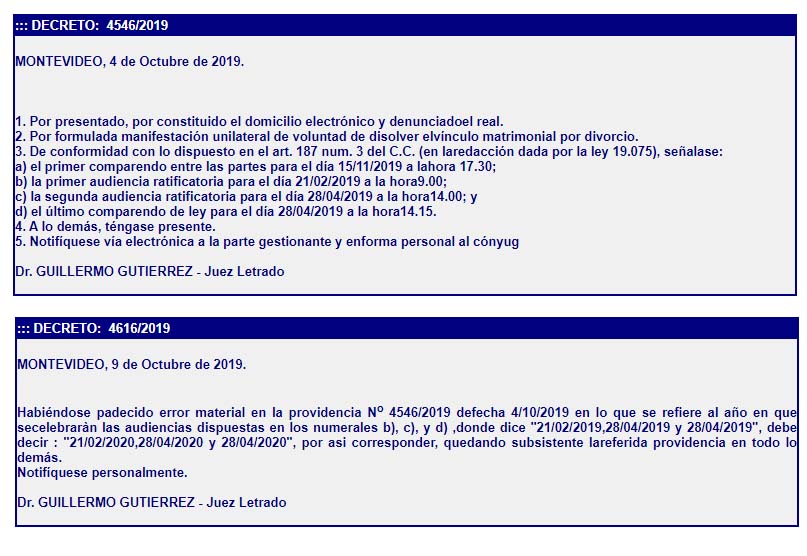 ::: DECRETO:  4546/2019
MONTEVIDEO, 4 de Octubre de 2019.
1. Por presentado, por constituido el domicilio electrónico y denunciadoel real.
2. Por formulada manifestación unilateral de voluntad de disolver elvínculo matrimonial por divorcio.
3. De conformidad con lo dispuesto en el art. 187 num. 3 del C.C. (en laredacción dada por la ley 19.075), señalase:
a) el primer comparendo entre las partes para el día 15/11/2019 a lahora 17.30;
b) la primer audiencia ratificatoria para el día 21/02/2019 a la hora9.00;
c) la segunda audiencia ratificatoria para el día 28/04/2019 a la hora14.00; y
d) el último comparendo de ley para el día 28/04/2019 a la hora14.15.
4. A lo demás, téngase presente.
5. Notifíquese vía electrónica a la parte gestionante y enforma personal al cónyug
Dr. GUILLERMO GUTIERREZ - Juez Letrado
::: DECRETO:  4616/2019
MONTEVIDEO, 9 de Octubre de 2019.
Habiéndose padecido error material en la providencia Nº 4546/2019 defecha 4/10/2019 en lo que se refiere al año en que
secelebraràn las audiencias dispuestas en los numerales b), c), y d) ,donde dice "21/02/2019,28/04/2019 y 28/04/2019", debe
decir : "21/02/2020,28/04/2020 y 28/04/2020", por asi corresponder, quedando subsistente lareferida providencia en todo lo
demás.
Notifíquese personalmente.
Dr. GUILLERMO GUTIERREZ - Juez Letrado